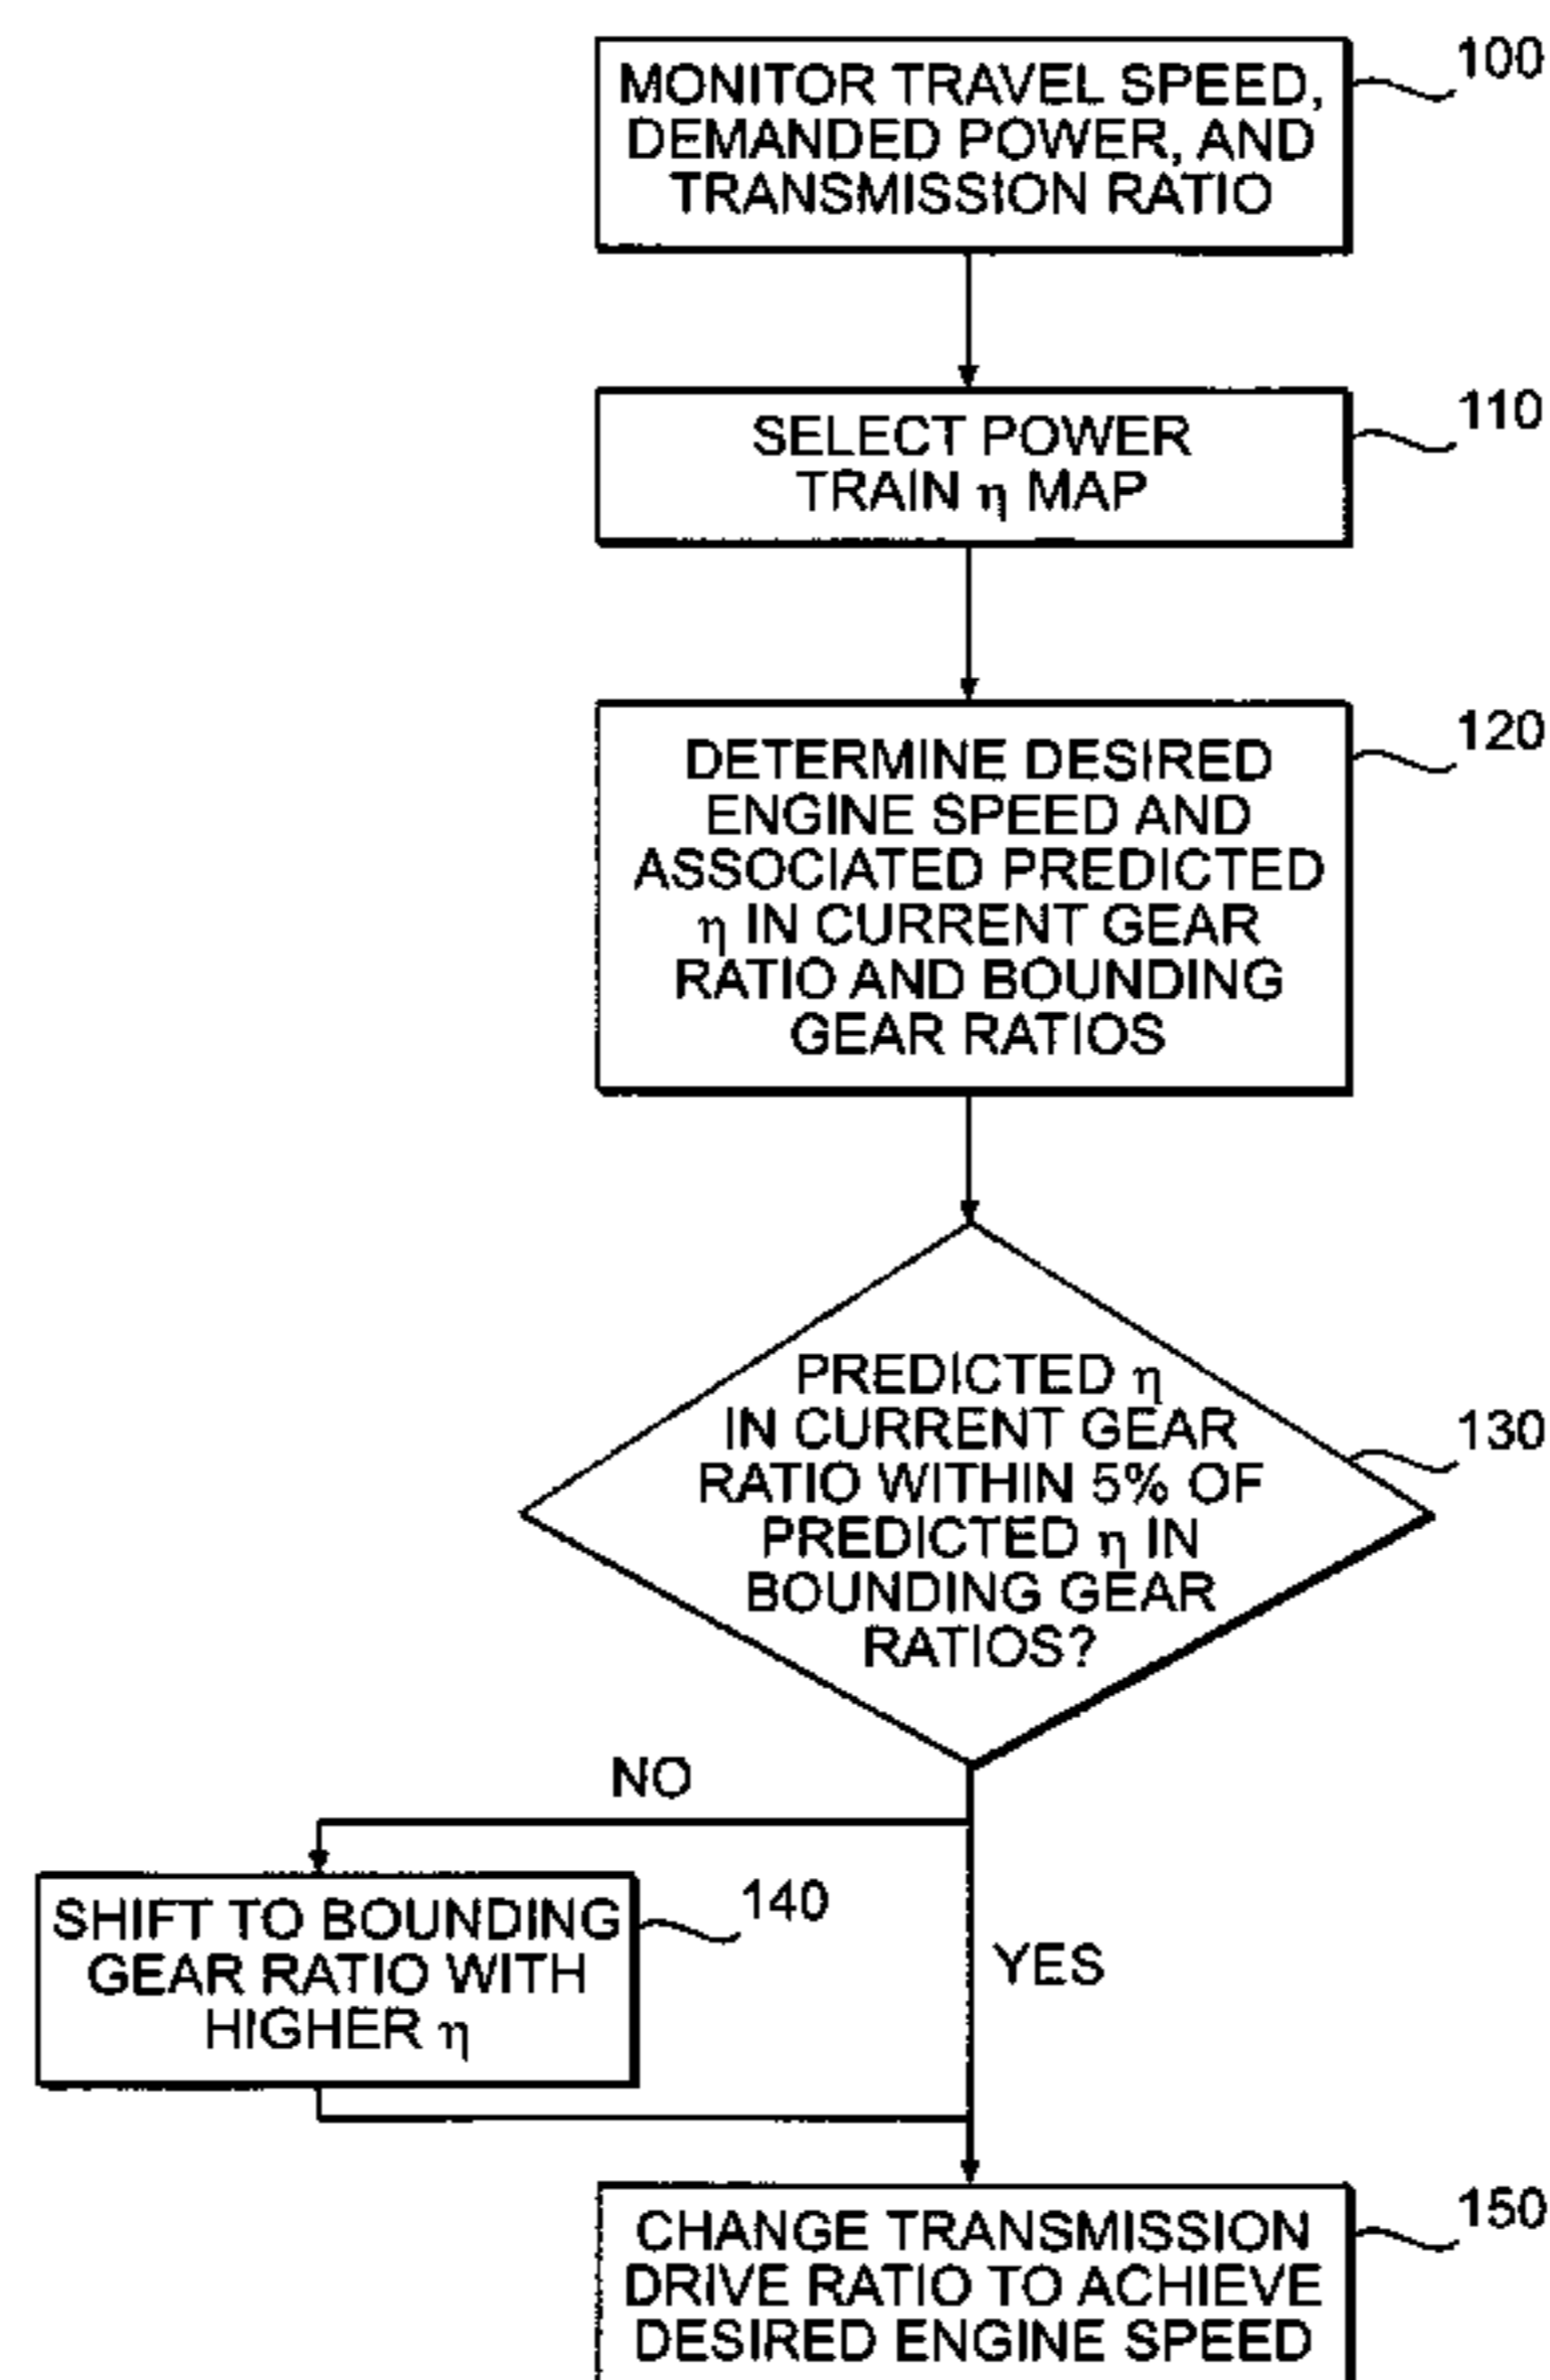 100
MONITOR TRAVEL SPEED,
DEMANDED POWER, AND
TRANSMISSION RATIO
110
SELECT POWER
TRAIN η MAP
120
DETERMINE DESIRED
ENGINE SPEED AND
ASSOCIATED PREDICTED
η IN CURRENT GEAR
RATIO AND BOUNDING
GEAR RATIOS
130
PREDICTED η
IN CURRENT GEAR
RATIO WITHIN 5% OF
PREDICTED η IN
BOUNDING GEAR
RATIOS?
NO
140
SHIFT TO BOUNDING
GEAR RATIO WITH
HIGHER η
YES
150
CHANGE TRANSMISSION
DRIVE RATIO TO ACHIEVE
DESIRED ENGINE SPEED